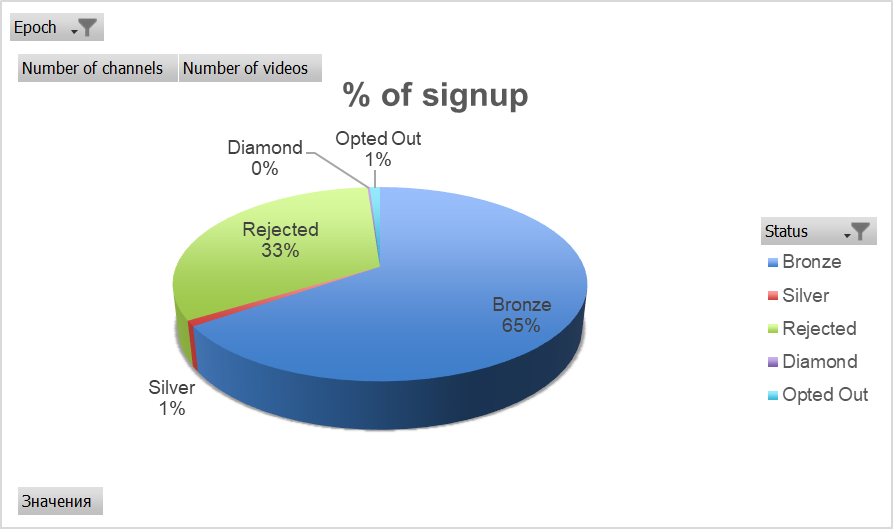 Epoch
Number of channels
Number of videos
% of signup
Diamond
0%
Opted Out
1%
Rejected
33%
Bronze
65%
Silver
1%
Status
Bronze
Silver
Rejected
Diamond
Opted Out
Значения